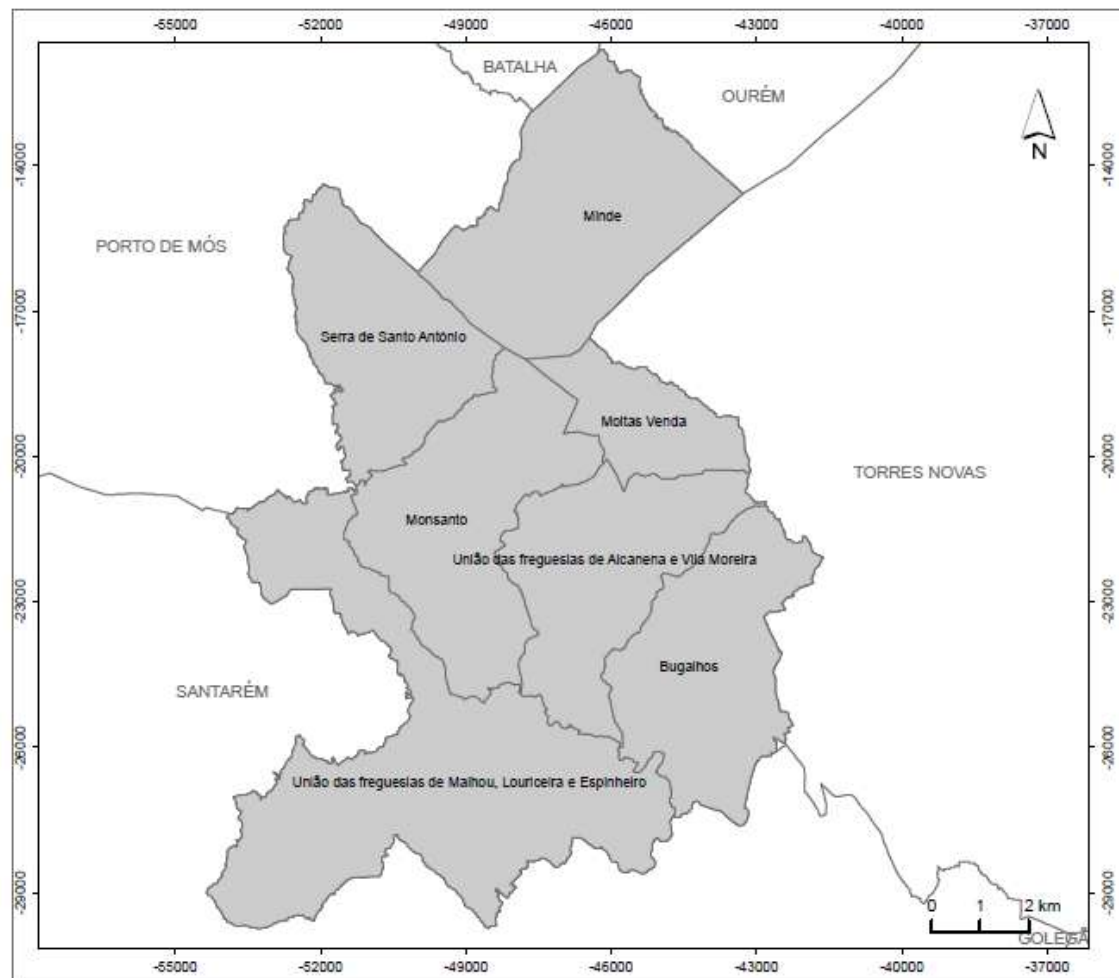 -55000 -52000 -49000 -46000 -43000 -40000 -37000
BATALHA
OURÉM
N
-14000 -14000
Minde
PORTO DE MÓS
-17000 -17000
Serra de Santo António
Moitas Venda
-20000 -20000
TORRES NOVAS
Monsanto
União das freguesias de Alcanena e Vila Moreira
-23000 -23000
Bugalhos
SANTARÉM
-26000 -26000
União das freguesias de Malhou, Louriceira e Espinheiro
-29000 -29000
0 1 2 km
GOLEGÃ
-55000 -52000 -49000 -46000 -43000 -40000 -37000